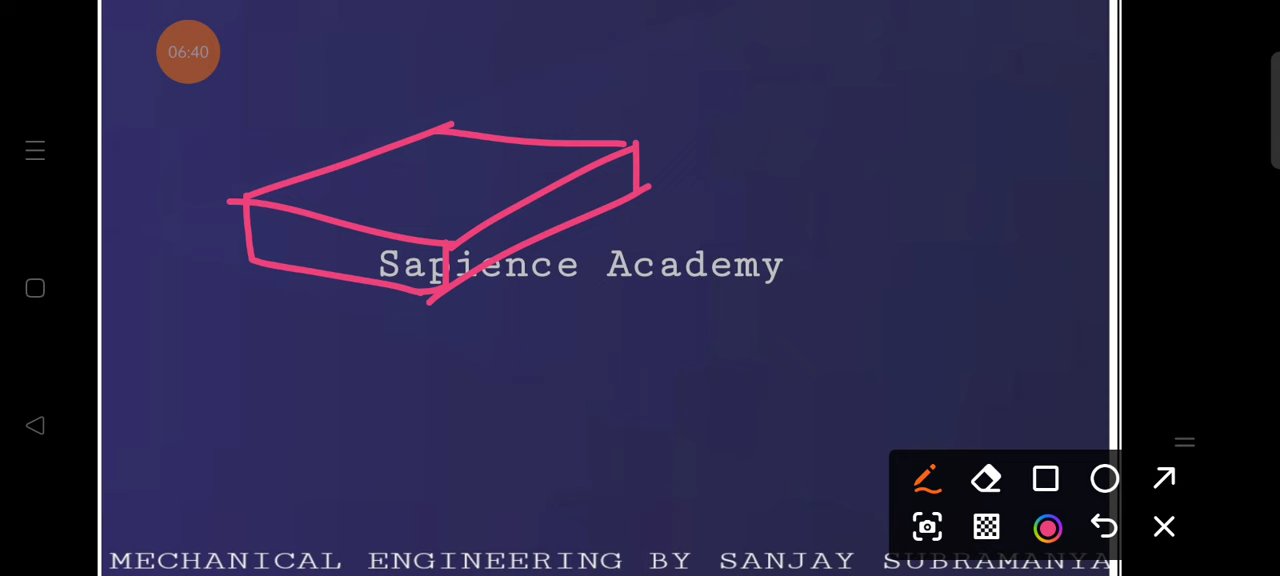 06:40
Sapience Academy
MECHANICAL ENGINEERING BY SANJAY SUBRAMANYA